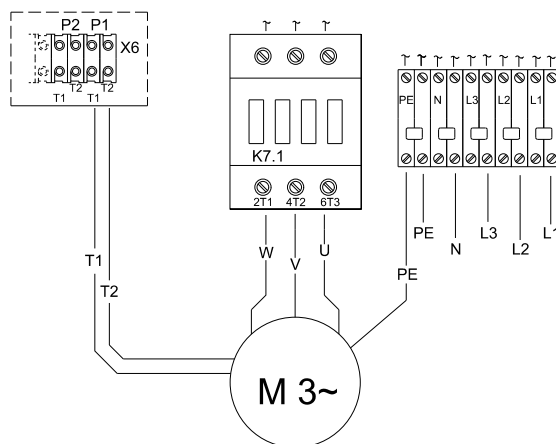 P2 P1
X6
T2 T2
T1 T1
K7.1
2T1 4T2 6T3
PE N L3 L2 L1
W V U
T1
T2
PE
PE
N
L3
L2
L1
M 3~